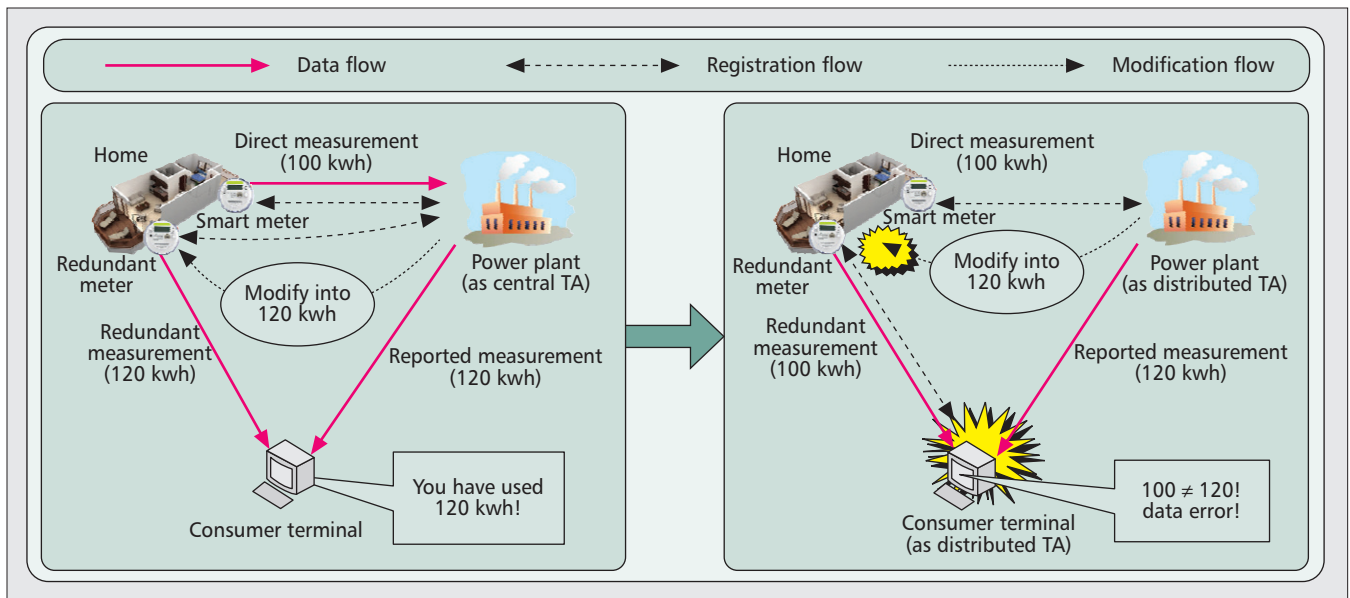 Data flow
Registration flow
Modification flow
Direct measurement
(100 kwh)
Home
Smart meter
Redundant
meter
Power plant
(as central TA)
Modify into
120 kwh
Redundant
measurement
(120 kwh)
Reported measurement
(120 kwh)
You have used
120 kwh!
Consumer terminal
Direct measurement
(100 kwh)
Home
Smart meter
Redundant
meter
Modify into
120 kwh
Power plant
(as distributed TA)
Redundant
measurement
(100 kwh)
Reported measurement
(120 kwh)
100 ≠ 120!
data error!
Consumer terminal
(as distributed TA)